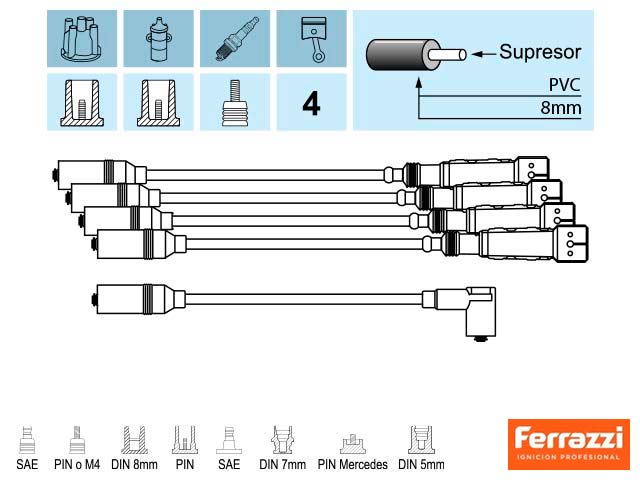 Supresor
PVC
8mm
4
SAE PIN o M4 DIN 8mm PIN SAE DIN 7mm PIN Mercedes DIN 5mm
Ferrazzi
IGNICION PROFESIONAL